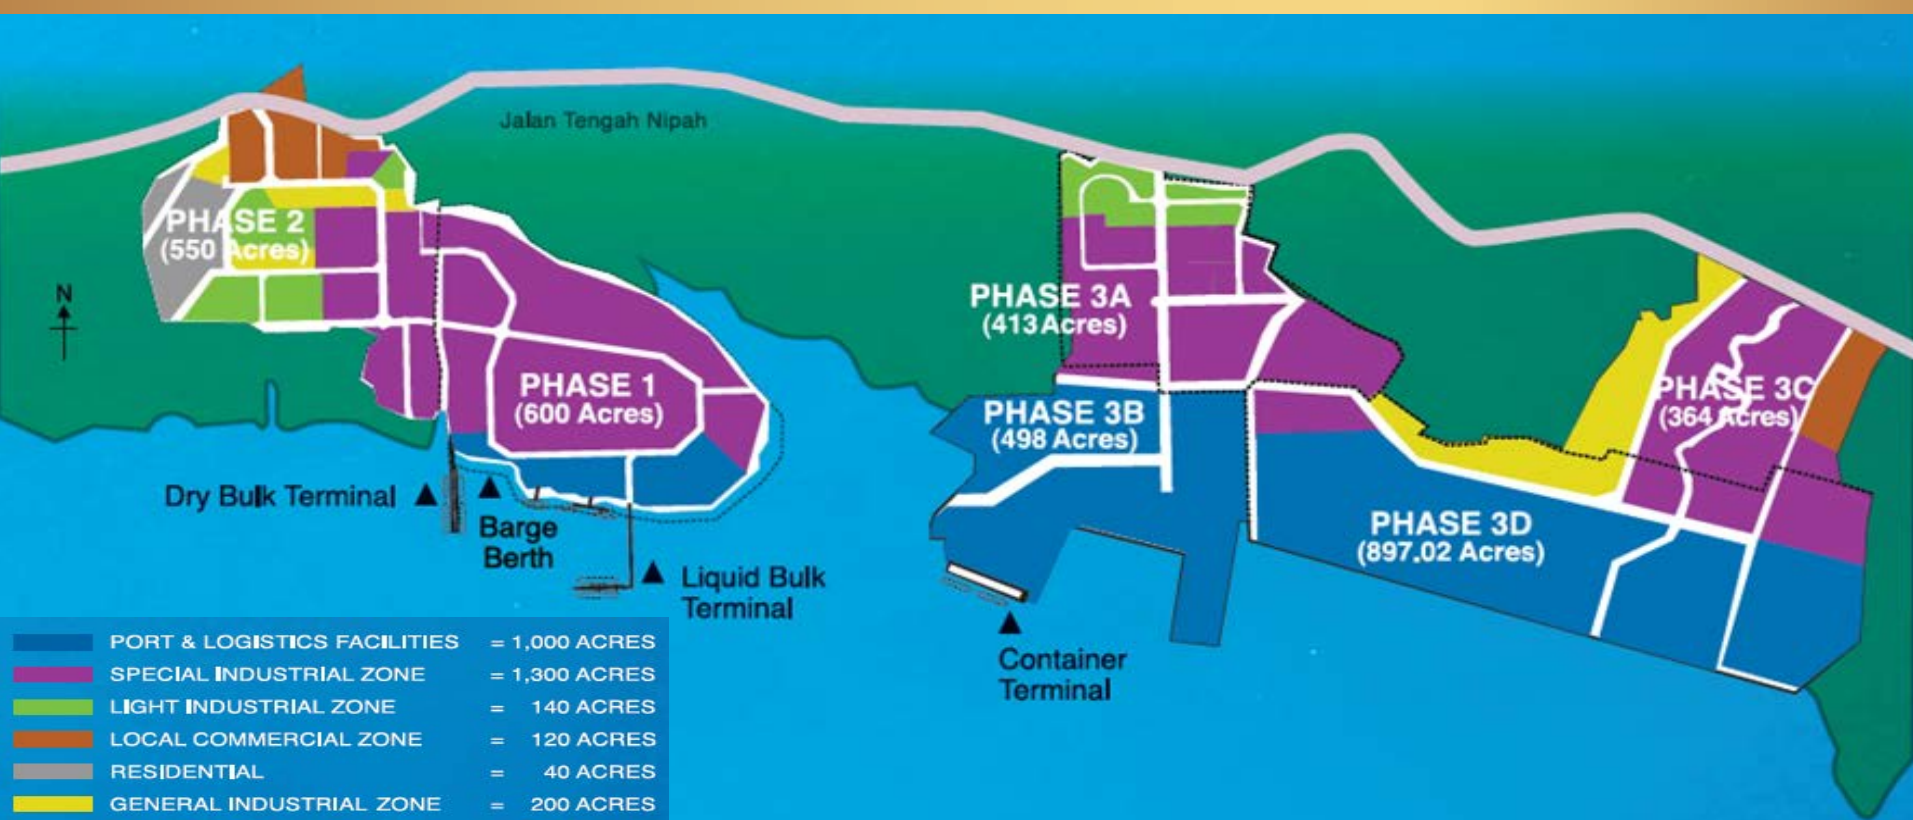 Jalan Tengah Nipah
PHASE 2
(550 Acres)
N
PHASE 3A
(413 Acres)
PHASE 1
(600 Acres)
PHASE 3C
(364 Acres)
PHASE 3B
(498 Acres)
Dry Bulk Terminal
Barge
Berth
PHASE 3D
(897.02 Acres)
Liquid Bulk
Terminal
Container
Terminal
PORT & LOGISTICS FACILITIES = 1,000 ACRES
SPECIAL INDUSTRIAL ZONE = 1,300 ACRES
LIGHT INDUSTRIAL ZONE = 140 ACRES
LOCAL COMMERCIAL ZONE = 120 ACRES
RESIDENTIAL = 40 ACRES
GENERAL INDUSTRIAL ZONE = 200 ACRES